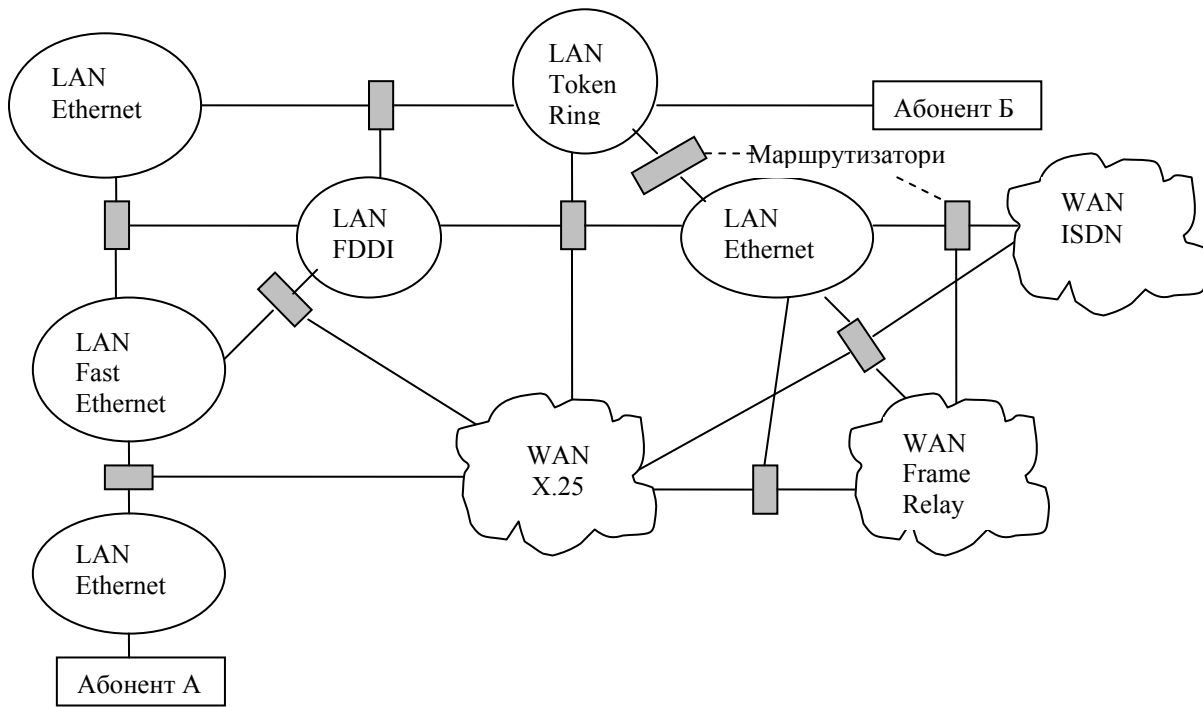 LAN
Ethernet
LAN
Token
Ring
Абонент Б
Маршрутизатори
LAN
FDDI
LAN
Ethernet
WAN
ISDN
LAN
Fast
Ethernet
WAN
X.25
WAN
Frame
Relay
LAN
Ethernet
Абонент А